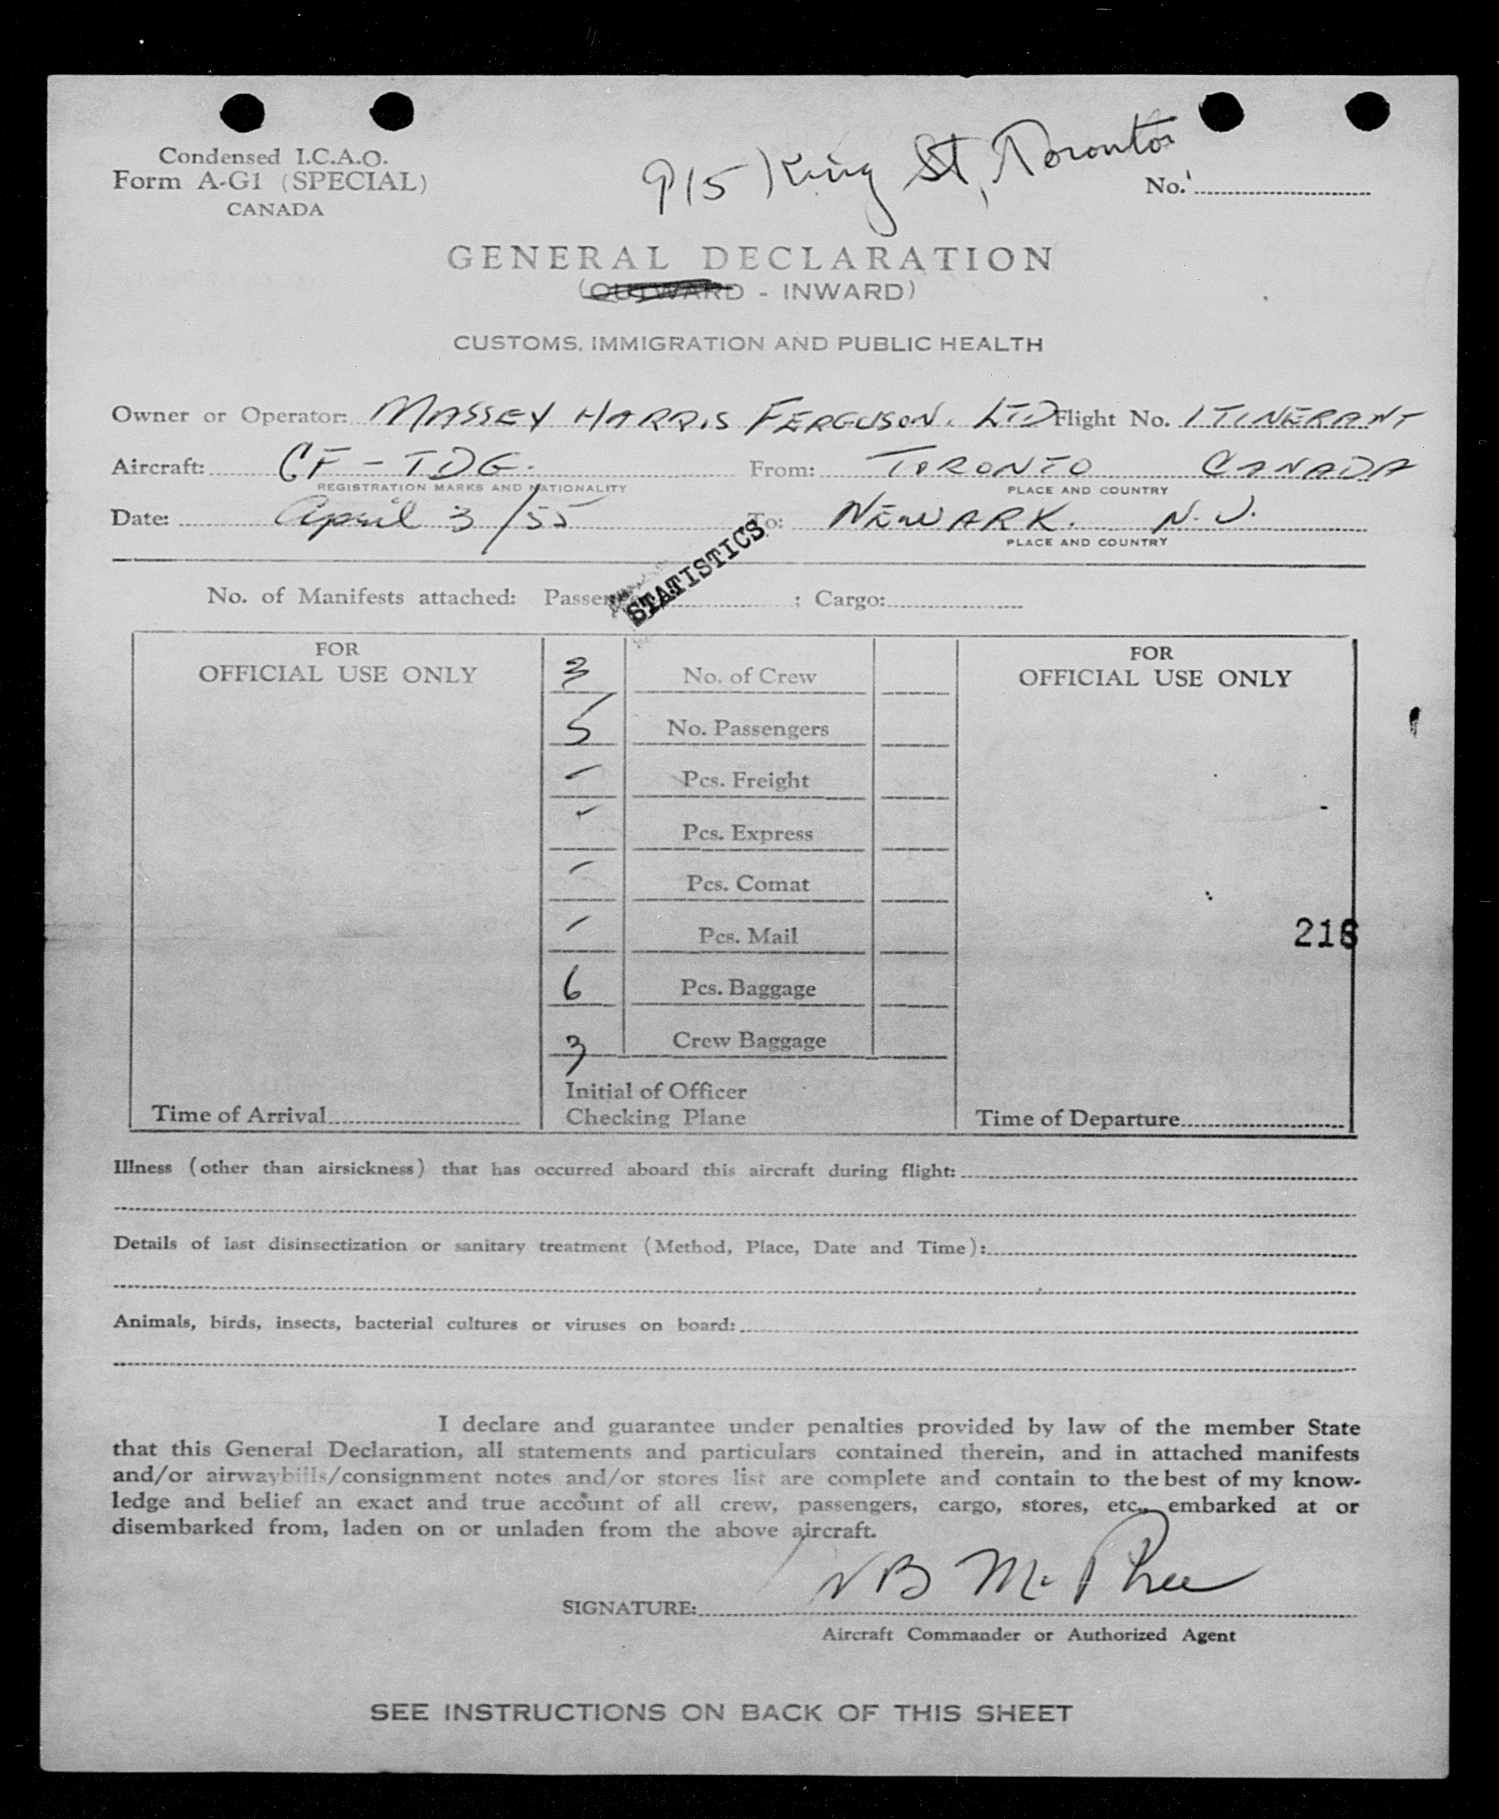 Condensed I.C.A.O.
Form A-G1 (SPECIAL)
CANADA
915 King St, Toronto
No.
GENERAL DECLARATION
(OUTWARD - INWARD)
CUSTOMS, IMMIGRATION AND PUBLIC HEALTH
Owner or Operator: MASSEY HARRIS FERGUSON. LTD Flight No. ITINERANT
Aircraft: CF-TDG. From: TORONTO CANADA
REGISTRATION MARKS AND NATIONALITY PLACE AND COUNTRY
Date: April 3/55 To: NEWARK. N.J.
PLACE AND COUNTRY
STATISTICS
No. of Manifests attached: Passengers ; Cargo:
FOR
OFFICIAL USE ONLY
3 No. of Crew
5 No. Passengers
- Pcs. Freight
- Pcs. Express
- Pcs. Comat
- Pcs. Mail
6 Pcs. Baggage
3 Crew Baggage
Initial of Officer
Checking Plane
Time of Arrival
FOR
OFFICIAL USE ONLY
Time of Departure
Illness (other than airsickness) that has occurred aboard this aircraft during flight:
Details of last disinsectization or sanitary treatment (Method, Place, Date and Time):
Animals, birds, insects, bacterial cultures or viruses on board:
I declare and guarantee under penalties provided by law of the member State
that this General Declaration, all statements and particulars contained therein, and in attached manifests
and/or airwaybills/consignment notes and/or stores list are complete and contain to the best of my know-
ledge and belief an exact and true account of all crew, passengers, cargo, stores, etc., embarked at or
disembarked from, laden on or unladen from the above aircraft.
SIGNATURE: McPhee
Aircraft Commander or Authorized Agent
SEE INSTRUCTIONS ON BACK OF THIS SHEET